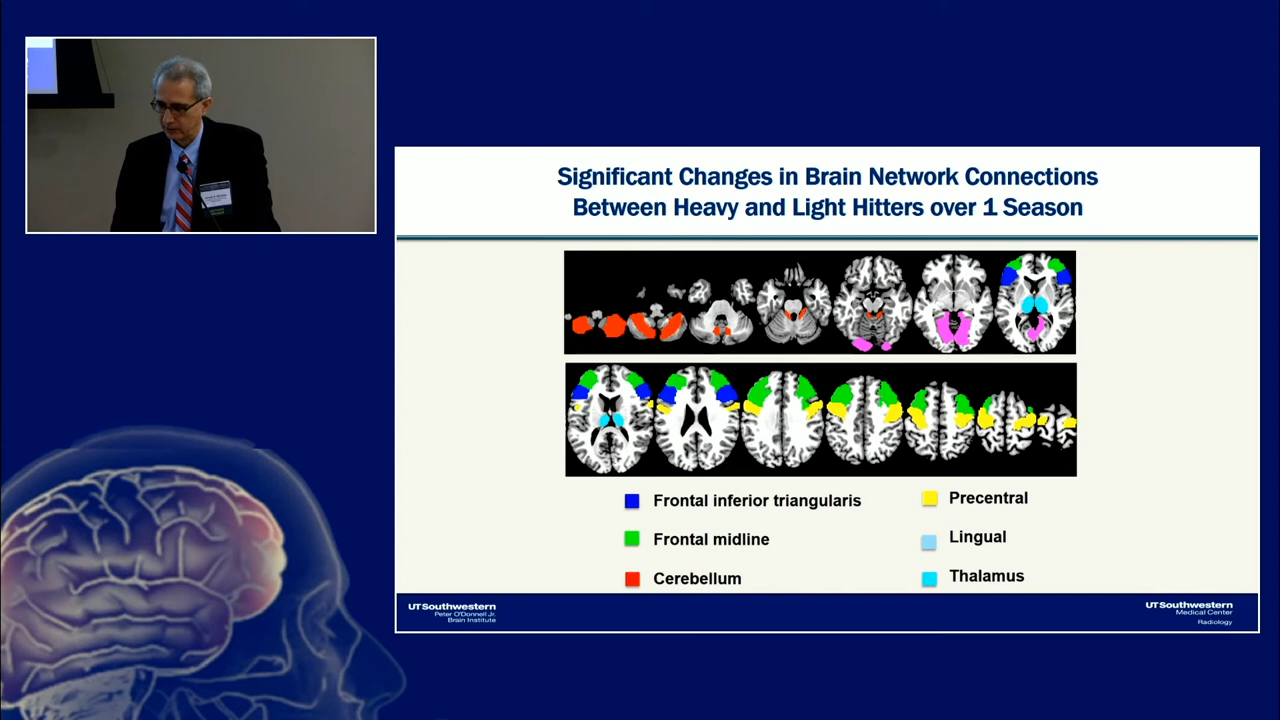 Significant Changes in Brain Network Connections
Between Heavy and Light Hitters over 1 Season
Frontal inferior triangularis
Frontal midline
Cerebellum
Precentral
Lingual
Thalamus
UTSouthwestern
Peter O'Donnell Jr.
Brain Institute
UTSouthwestern
Medical Center
Radiology